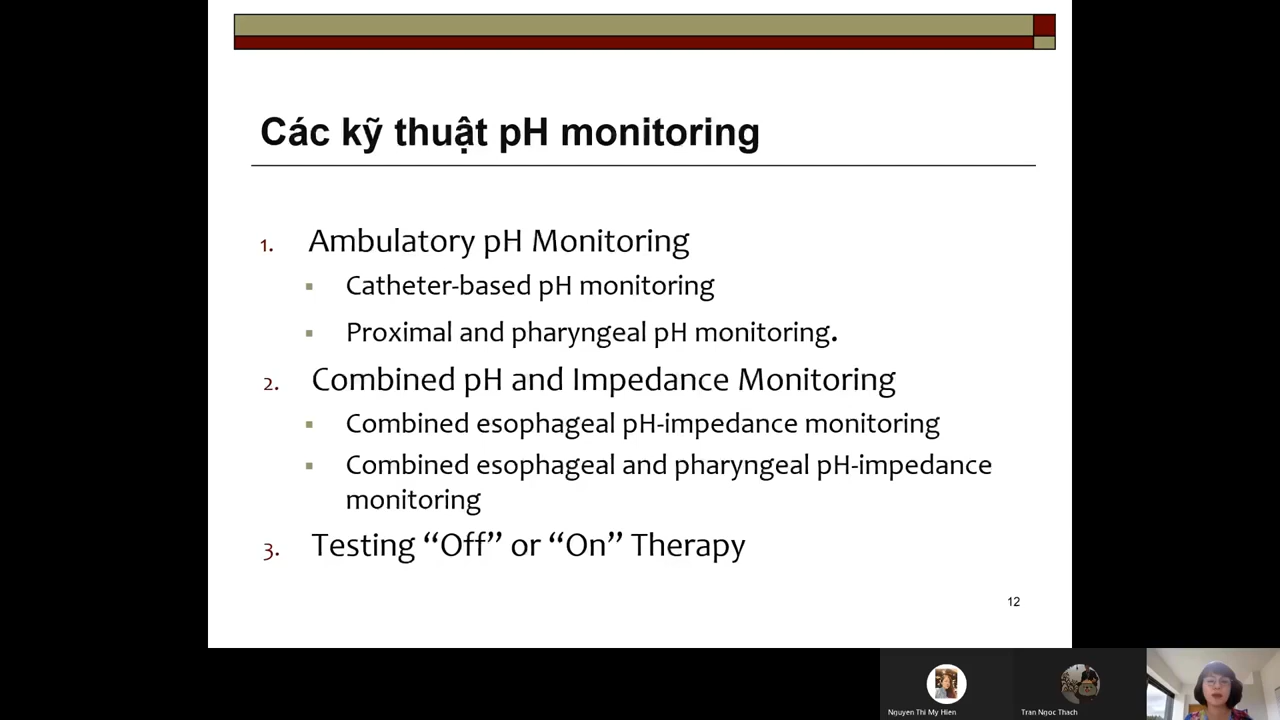 Các kỹ thuật pH monitoring
1. Ambulatory pH Monitoring
▪ Catheter-based pH monitoring
▪ Proximal and pharyngeal pH monitoring.
2. Combined pH and Impedance Monitoring
▪ Combined esophageal pH-impedance monitoring
▪ Combined esophageal and pharyngeal pH-impedance
monitoring
3. Testing “Off” or “On” Therapy
12
Nguyen Thi My Hien
Tran Ngoc Thach